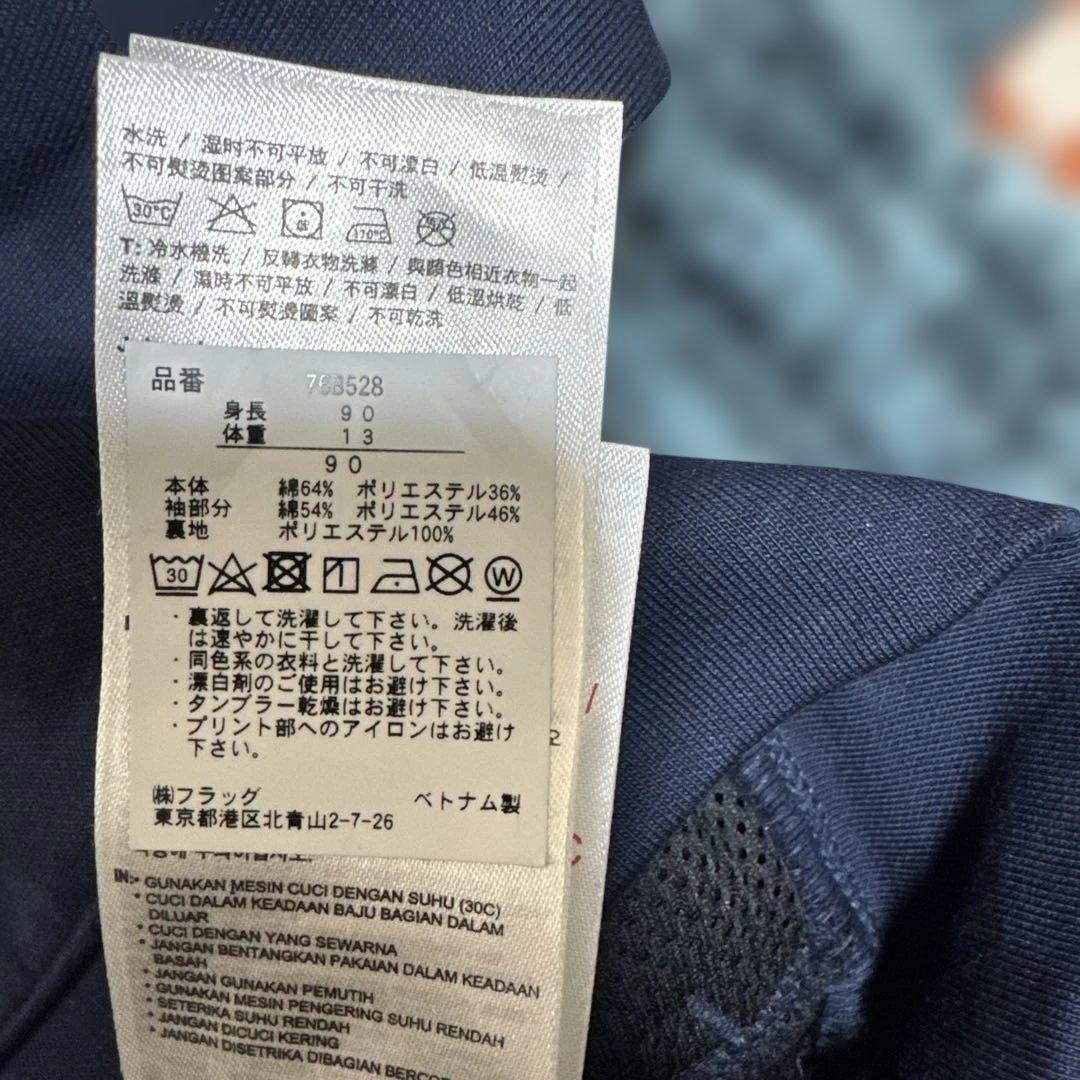 水洗 / 湿时不可平放 / 不可漂白 / 低温熨烫 /
不可熨烫图案部分 / 不可干洗
30°C 低 110°C
T: 冷水機洗 / 反轉衣物洗滌 / 與顏色相近衣物一起
洗滌 / 濕時不可平放 / 不可漂白 / 低溫烘乾 / 低
溫熨燙 / 不可熨燙圖案 / 不可乾洗
品番 76B528
身長 90
体重 13
90
本体 綿64% ポリエステル36%
袖部分 綿54% ポリエステル46%
裏地 ポリエステル100%
30 W
・裏返して洗濯して下さい。洗濯後
は速やかに干して下さい。
・同色系の衣料と洗濯して下さい。
・漂白剤のご使用はお避け下さい。
・タンブラー乾燥はお避け下さい。
・プリント部へのアイロンはお避け
下さい。
㈱フラッグ ベトナム製
東京都港区北青山2-7-26
IN:• GUNAKAN MESIN CUCI DENGAN SUHU (30C)
• CUCI DALAM KEADAAN BAJU BAGIAN DALAM
DILUAR
• CUCI DENGAN YANG SEWARNA
• JANGAN BENTANGKAN PAKAIAN DALAM KEADAAN
BASAH
• JANGAN GUNAKAN PEMUTIH
• GUNAKAN MESIN PENGERING SUHU RENDAH
• SETERIKA SUHU RENDAH
• JANGAN DICUCI KERING
• JANGAN DISETRIKA DIBAGIAN